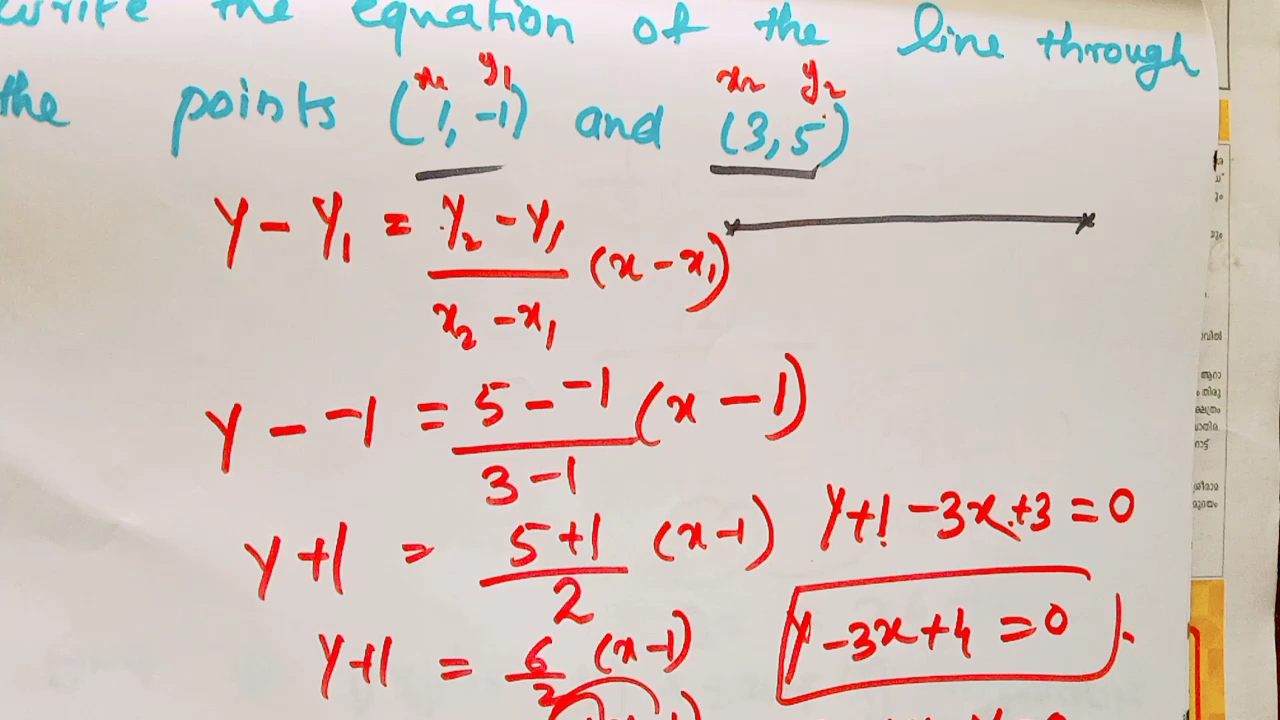 write the equation of the line through
the points (1, -1) and (3, 5)
x₁ y₁ x₂ y₂
y - y₁ = y₂ - y₁ / x₂ - x₁ (x - x₁)
y - -1 = 5 - -1 / 3 - 1 (x - 1)
y + 1 = 5 + 1 / 2 (x - 1)
y + 1 = 6 / 2 (x - 1)
y + 1 - 3x + 3 = 0
y - 3x + 4 = 0